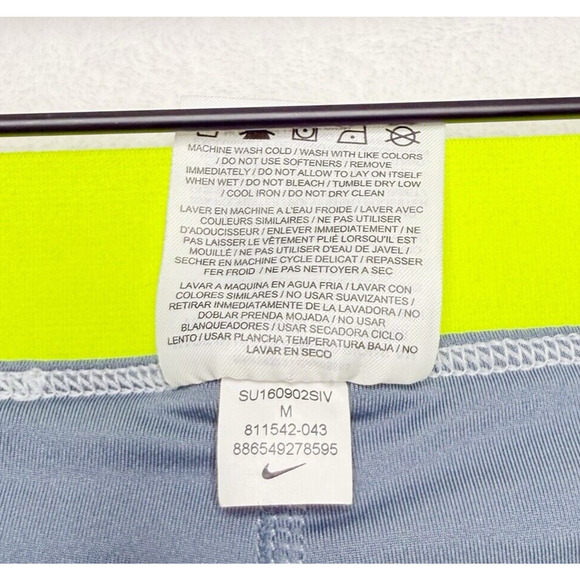 MACHINE WASH COLD / WASH WITH LIKE COLORS
/ DO NOT USE SOFTENERS / REMOVE
IMMEDIATELY / DO NOT ALLOW TO LAY ON ITSELF
WHEN WET / DO NOT BLEACH / TUMBLE DRY LOW
/ COOL IRON / DO NOT DRY CLEAN
LAVER EN MACHINE A L'EAU FROIDE / LAVER AVEC
COULEURS SIMILAIRES / NE PAS UTILISER
D'ADOUCISSEUR / ENLEVER IMMEDIATEMENT / NE
PAS LAISSER LE VÊTEMENT PLIÉ LORSQU'IL EST
MOUILLÉ / NE PAS UTILISER D'EAU DE JAVEL /
SECHER EN MACHINE CYCLE DELICAT / REPASSER
FER FROID / NE PAS NETTOYER A SEC
LAVAR A MAQUINA EN AGUA FRIA / LAVAR CON
COLORES SIMILARES / NO USAR SUAVIZANTES /
RETIRAR INMEDIATAMENTE DE LA LAVADORA / NO
DOBLAR PRENDA MOJADA / NO USAR
BLANQUEADORES / USAR SECADORA CICLO
LENTO / USAR PLANCHA TEMPERATURA BAJA / NO
LAVAR EN SECO
SU160902SIV
M
811542-043
886549278595